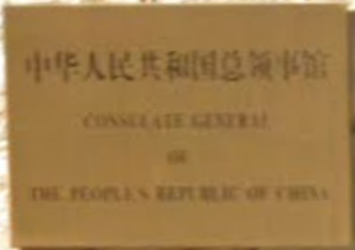 中华人民共和国总领事馆
CONSULATE GENERAL
OF
THE PEOPLE'S REPUBLIC OF CHINA